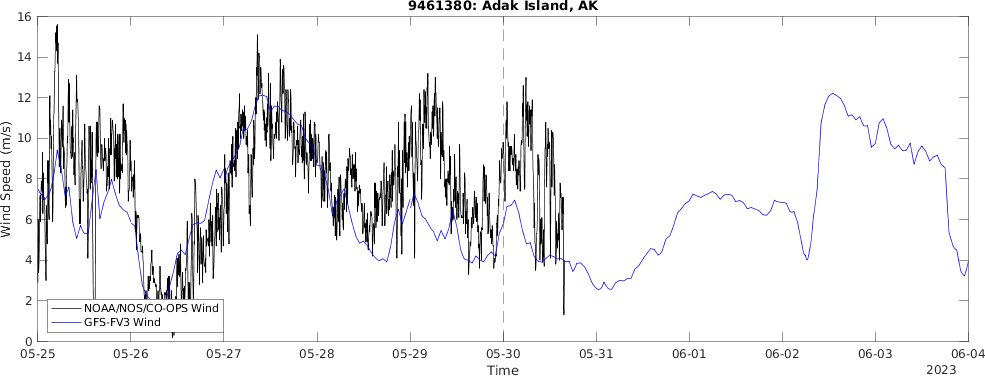 9461380: Adak Island, AK
16
14
12
10
8
6
4
2
0
Wind Speed (m/s)
NOAA/NOS/CO-OPS Wind
GFS-FV3 Wind
05-25 05-26 05-27 05-28 05-29 05-30 05-31 06-01 06-02 06-03 06-04
Time
2023